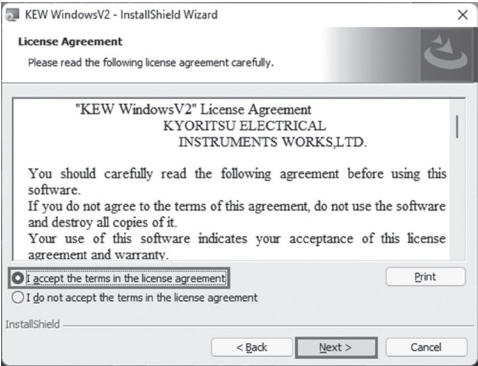 KEW WindowsV2 - InstallShield Wizard
License Agreement
Please read the following license agreement carefully.
"KEW WindowsV2" License Agreement
KYORITSU ELECTRICAL
INSTRUMENTS WORKS,LTD.
You should carefully read the following agreement before using this
software.
If you do not agree to the terms of this agreement, do not use the software
and destroy all copies of it.
Your use of this software indicates your acceptance of this license
agreement and warranty.
I accept the terms in the license agreement
Print
I do not accept the terms in the license agreement
InstallShield
< Back
Next >
Cancel